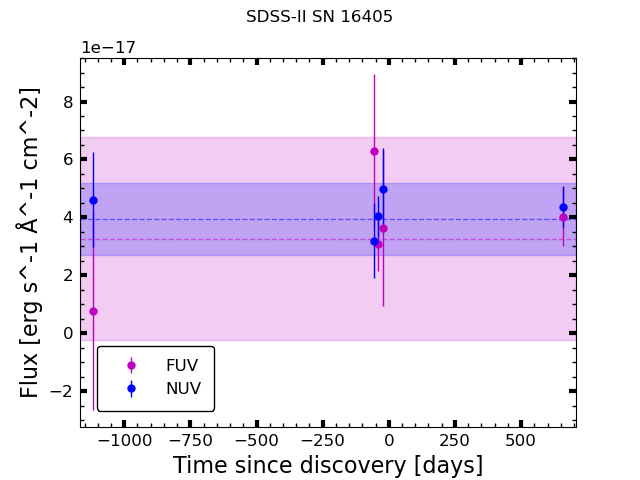 SDSS-II SN 16405
1e−17
Flux [erg s^-1 Å^-1 cm^-2]
8
6
4
2
0
−2
FUV
NUV
−1000 −750 −500 −250 0 250 500
Time since discovery [days]